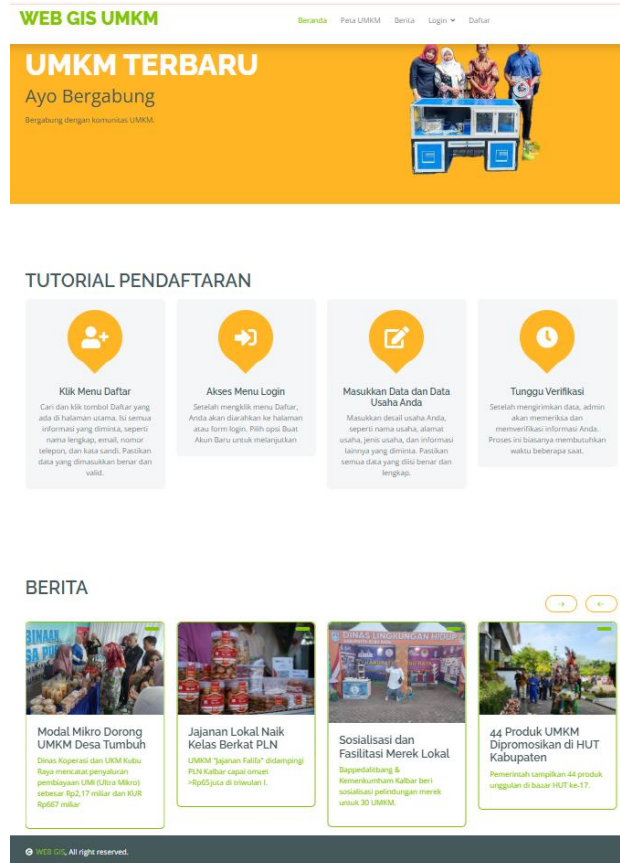 WEB GIS UMKM
Beranda Peta UMKM Berita Login Daftar
UMKM TERBARU
Ayo Bergabung
Bergabung dengan komunitas UMKM.
TUTORIAL PENDAFTARAN
Klik Menu Daftar
Cari dan klik tombol Daftar yang
ada di halaman utama. Isi semua
informasi yang diminta, seperti
nama lengkap, email, nomor
telepon, dan kata sandi. Pastikan
data yang dimasukkan benar dan
valid.
Akses Menu Login
Setelah mengklik menu Daftar,
Anda akan diarahkan ke halaman
atau form login. Pilih opsi Buat
Akun Baru untuk melanjutkan
Masukkan Data dan Data
Usaha Anda
Masukkan detail usaha Anda,
seperti nama usaha, alamat
usaha, jenis usaha, dan informasi
lainnya yang diminta. Pastikan
semua data yang diisi benar dan
lengkap.
Tunggu Verifikasi
Setelah mengirimkan data, admin
akan memeriksa dan
memverifikasi informasi Anda.
Proses ini biasanya membutuhkan
waktu beberapa saat.
BERITA
BINAAN
SA PU
Modal Mikro Dorong
UMKM Desa Tumbuh
Dinas Koperasi dan UKM Kubu
Raya mencatat penyaluran
pembiayaan UMi (Ultra Mikro)
sebesar Rp2,17 miliar dan KUR
Rp667 miliar
Jajanan Lokal Naik
Kelas Berkat PLN
UMKM "Jajanan Fallfa" didampingi
PLN Kalbar capai omzet
>Rp65 juta di triwulan I.
DINAS LINGKUNGAN HIDUP
Sosialisasi dan
Fasilitasi Merek Lokal
Bappedalitbang &
Kemenkumham Kalbar beri
sosialisasi pelindungan merek
untuk 30 UMKM.
44 Produk UMKM
Dipromosikan di HUT
Kabupaten
Pemerintah tampilkan 44 produk
unggulan di bazar HUT ke-17.
WEB GIS, All right reserved.